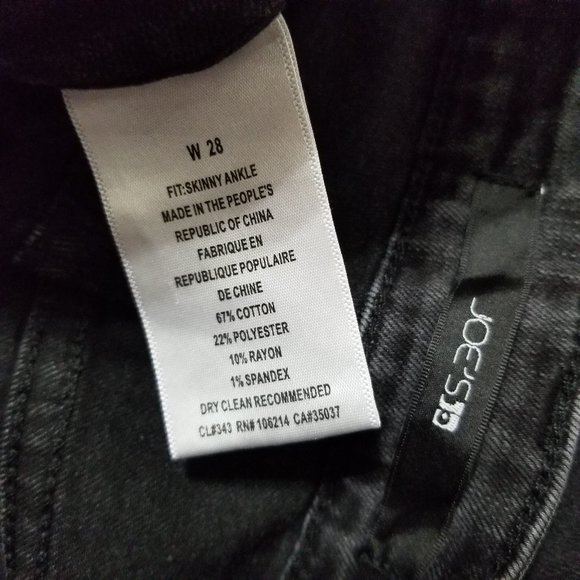 W 28
FIT:SKINNY ANKLE
MADE IN THE PEOPLE'S
REPUBLIC OF CHINA
FABRIQUE EN
REPUBLIQUE POPULAIRE
DE CHINE
67% COTTON
22% POLYESTER
10% RAYON
1% SPANDEX
DRY CLEAN RECOMMENDED
CL#343 RN# 106214 CA#35037
JOE'S